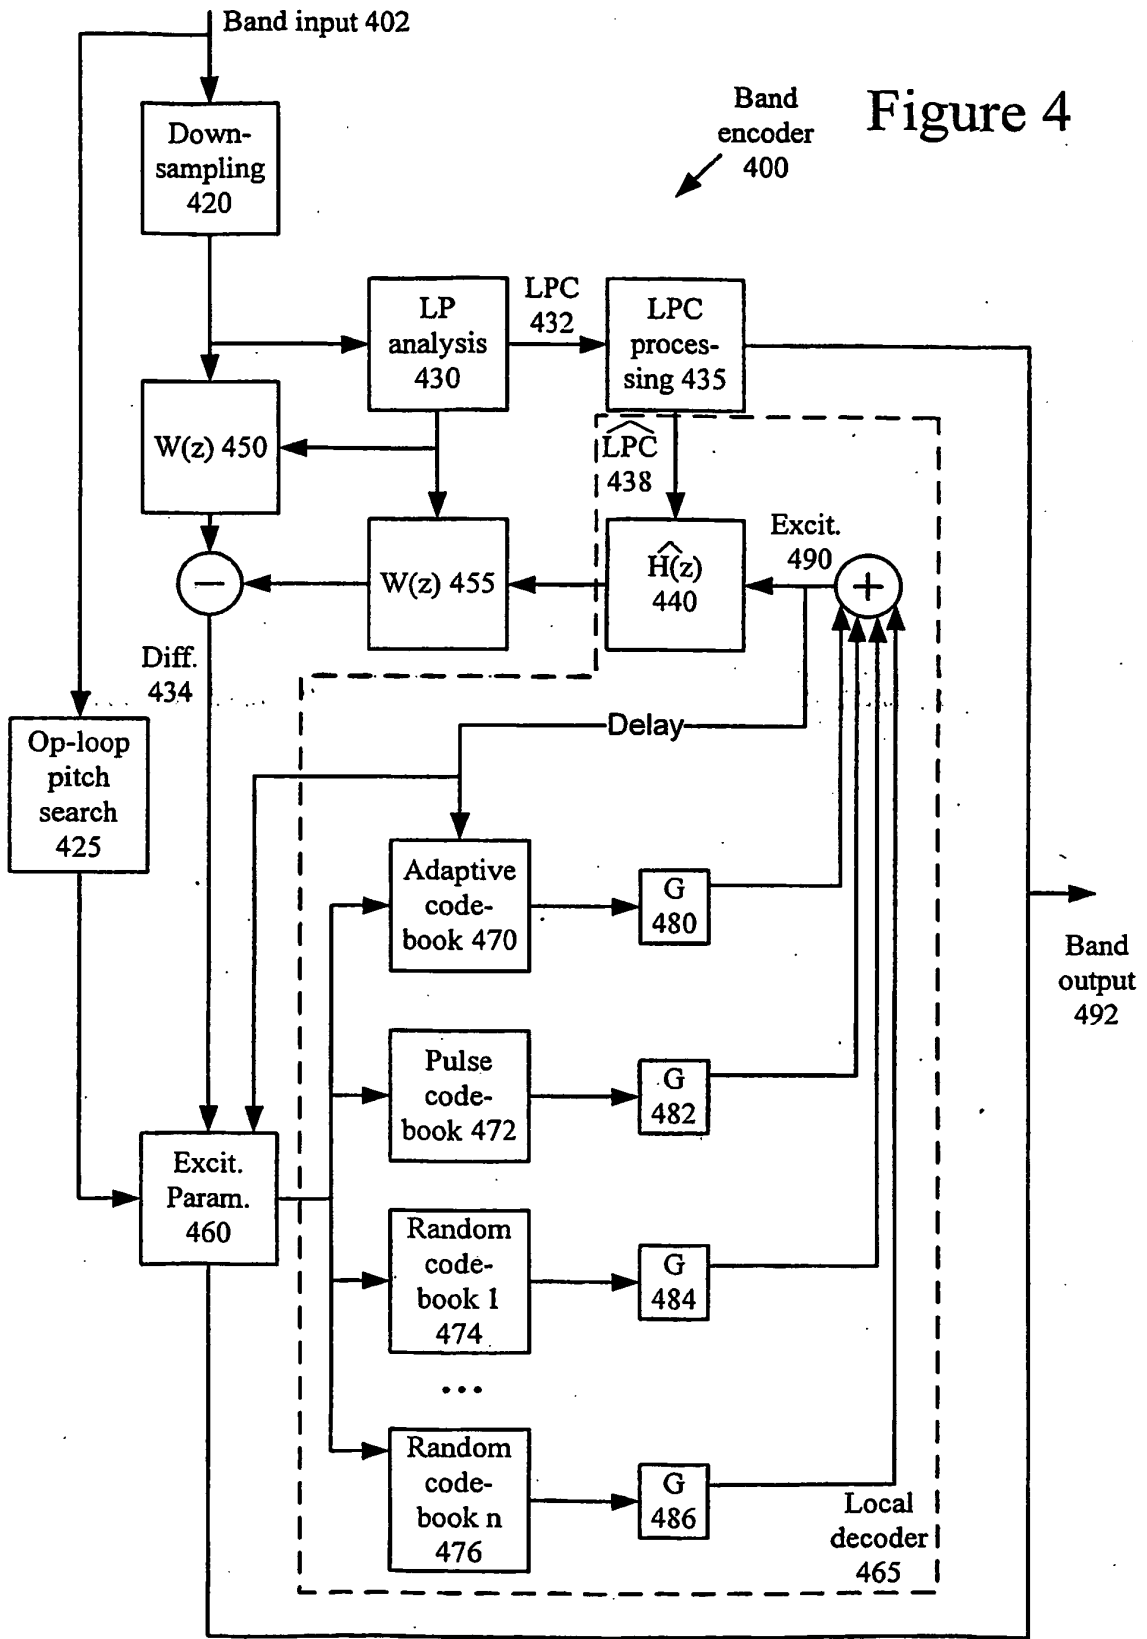 Band input 402
Figure 4
Band
encoder
400
Down-
sampling
420
LP
analysis
430
LPC
432
LPC
proces-
sing 435
W(z) 450
LPC
438
W(z) 455
Ĥ(z)
440
Excit.
490
+
−
Diff.
434
Delay
Op-loop
pitch
search
425
Adaptive
code-
book 470
G
480
Band
output
492
Pulse
code-
book 472
G
482
Excit.
Param.
460
Random
code-
book 1
474
G
484
...
Random
code-
book n
476
G
486
Local
decoder
465